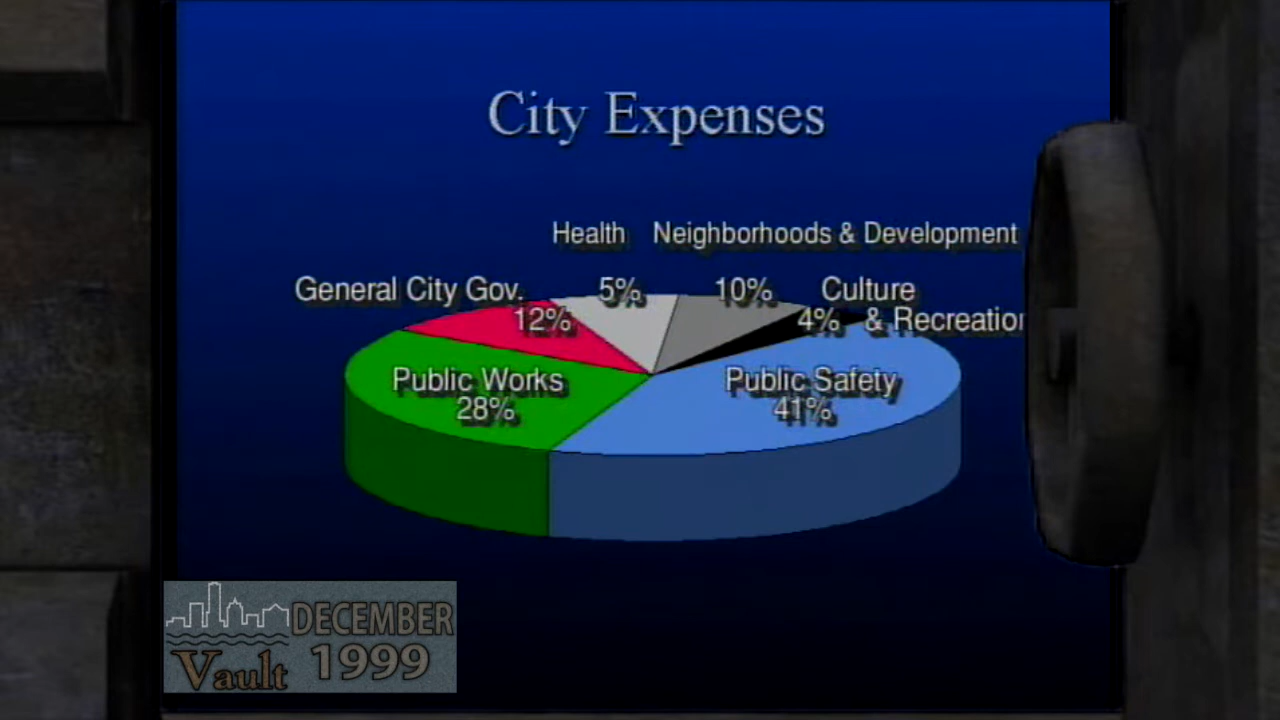 City Expenses
Health Neighborhoods & Development
General City Gov. 5% 10% Culture
12% 4% & Recreation
Public Works Public Safety
28% 41%
DECEMBER
Vault 1999